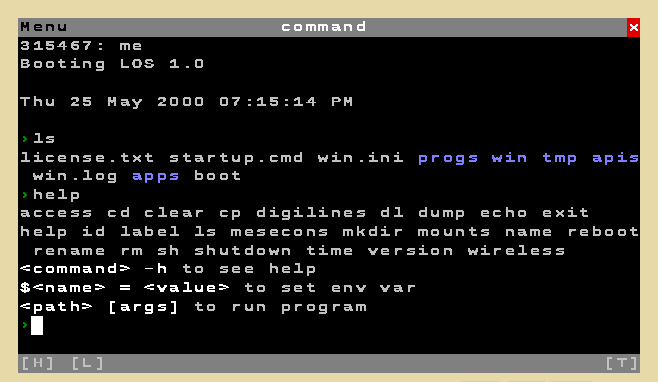 Menu command x
315467: me
Booting LOS 1.0
Thu 25 May 2000 07:15:14 PM
›ls
license.txt startup.cmd win.ini progs win tmp apis
win.log apps boot
›help
access cd clear cp digilines dl dump echo exit
help id label ls mesecons mkdir mounts name reboot
rename rm sh shutdown time version wireless
<command> -h to see help
$<name> = <value> to set env var
<path> [args] to run program
›
[H] [L] [T]